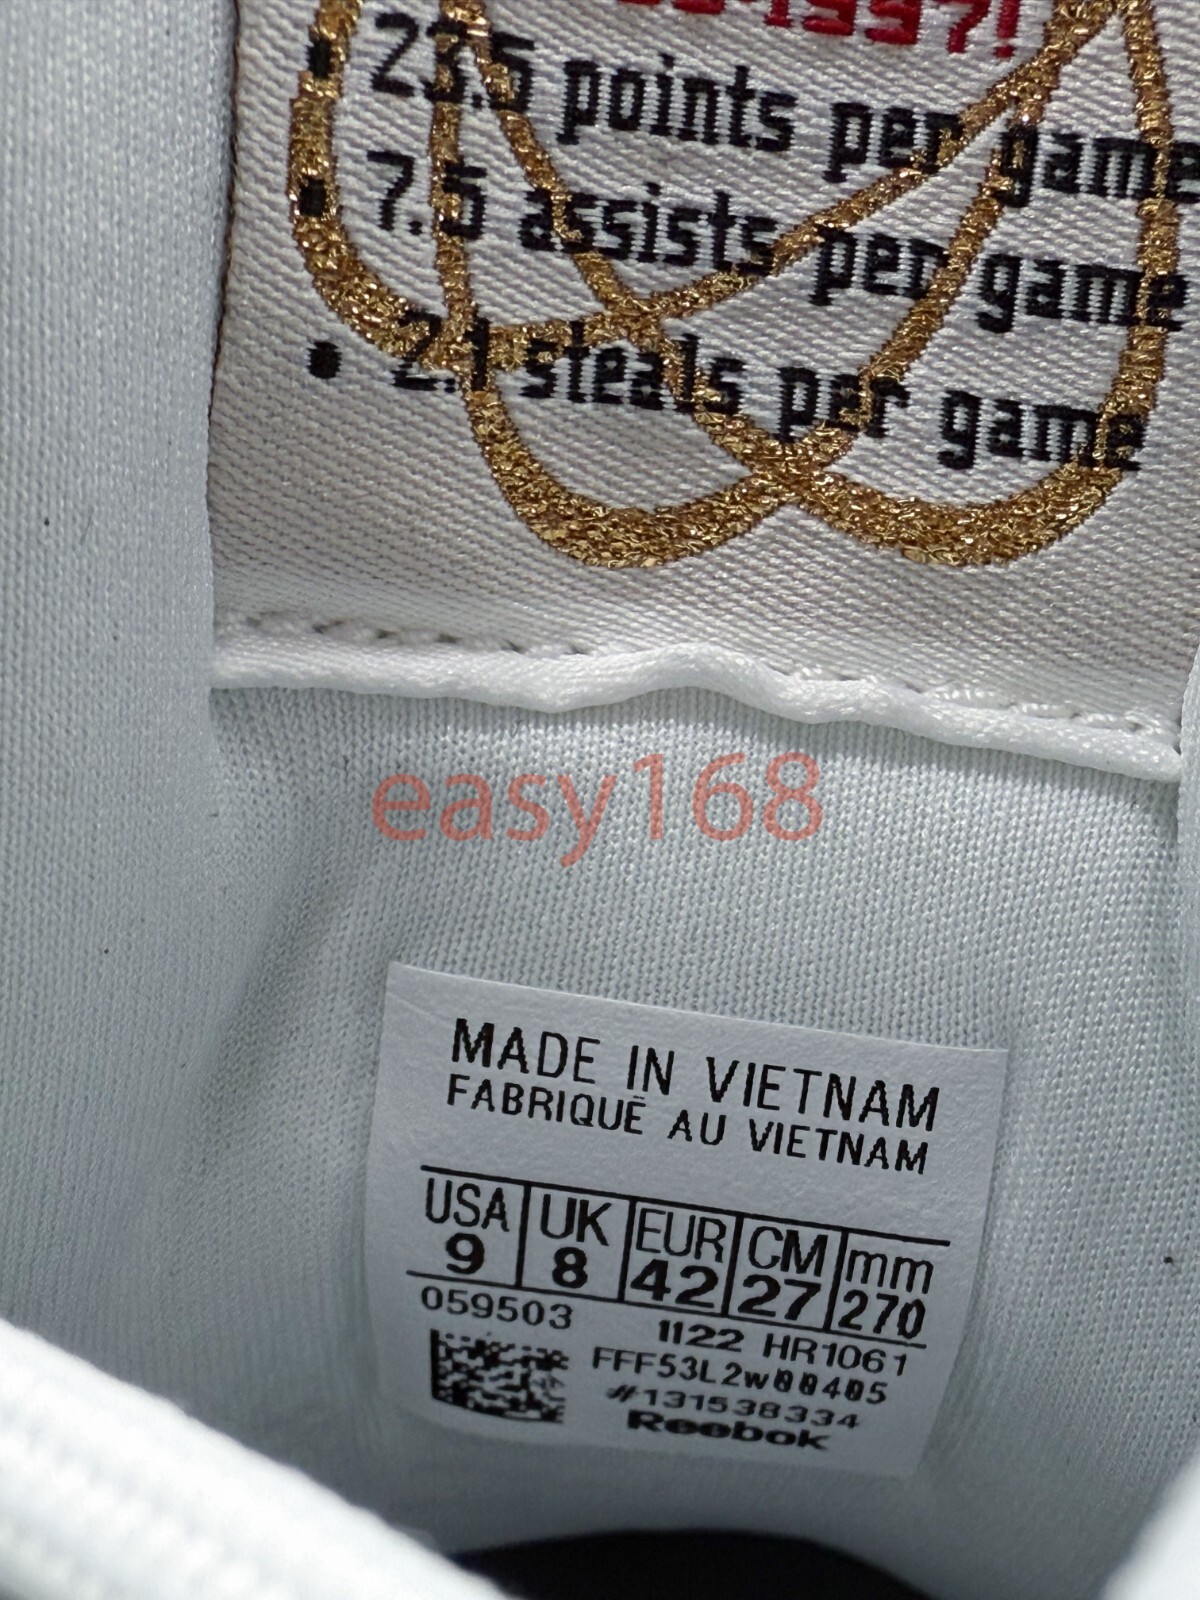 • 23.5 points per game
• 7.5 assists per game
• 2.1 steals per game
easy168
MADE IN VIETNAM
FABRIQUÉ AU VIETNAM
USA UK EUR CM mm
9 8 42 27 270
059503 1122 HR1061
FFF53L2w00405
#131538334
Reebok